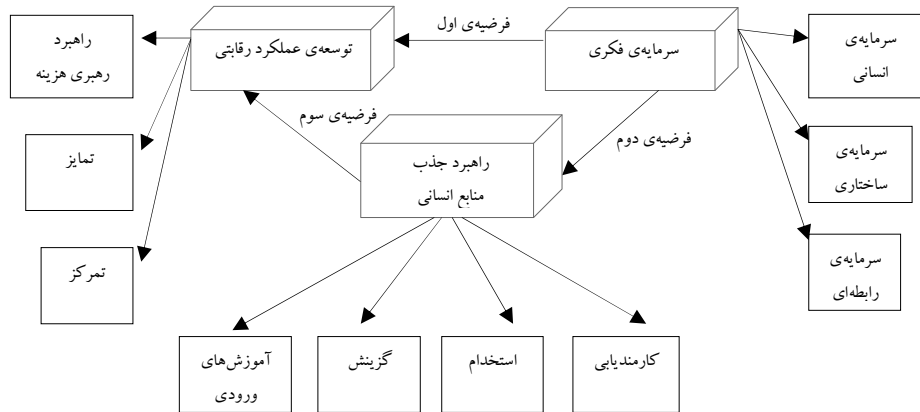 سرمایه‌ی
انسانی
سرمایه‌ی فکری
فرضیه‌ی اول
توسعه‌ی عملکرد رقابتی
راهبرد
رهبری هزینه
فرضیه‌ی دوم
فرضیه‌ی سوم
راهبرد جذب
منابع انسانی
سرمایه‌ی
ساختاری
تمایز
سرمایه‌ی
رابطه‌ای
تمرکز
کارمندیابی
استخدام
گزینش
آموزش‌های
ورودی